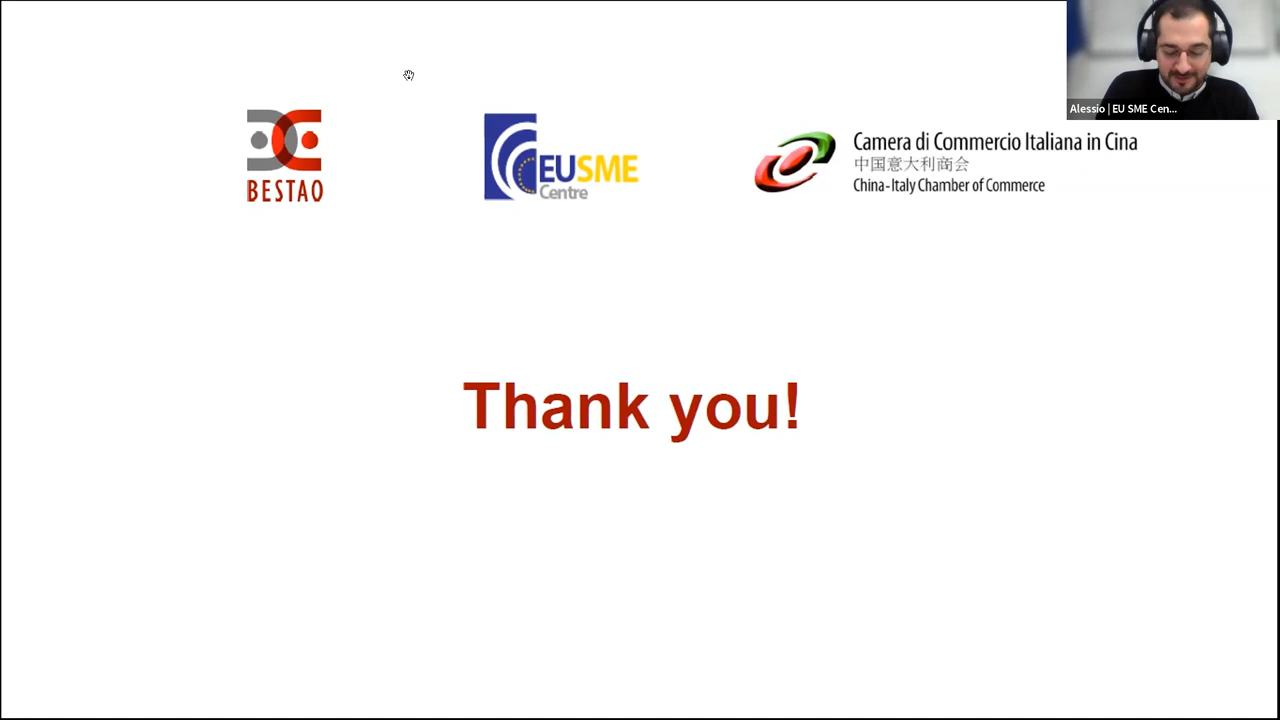 Alessio | EU SME Cen...
BESTAO
EUSME
Centre
Camera di Commercio Italiana in Cina
中国意大利商会
China-Italy Chamber of Commerce
Thank you!